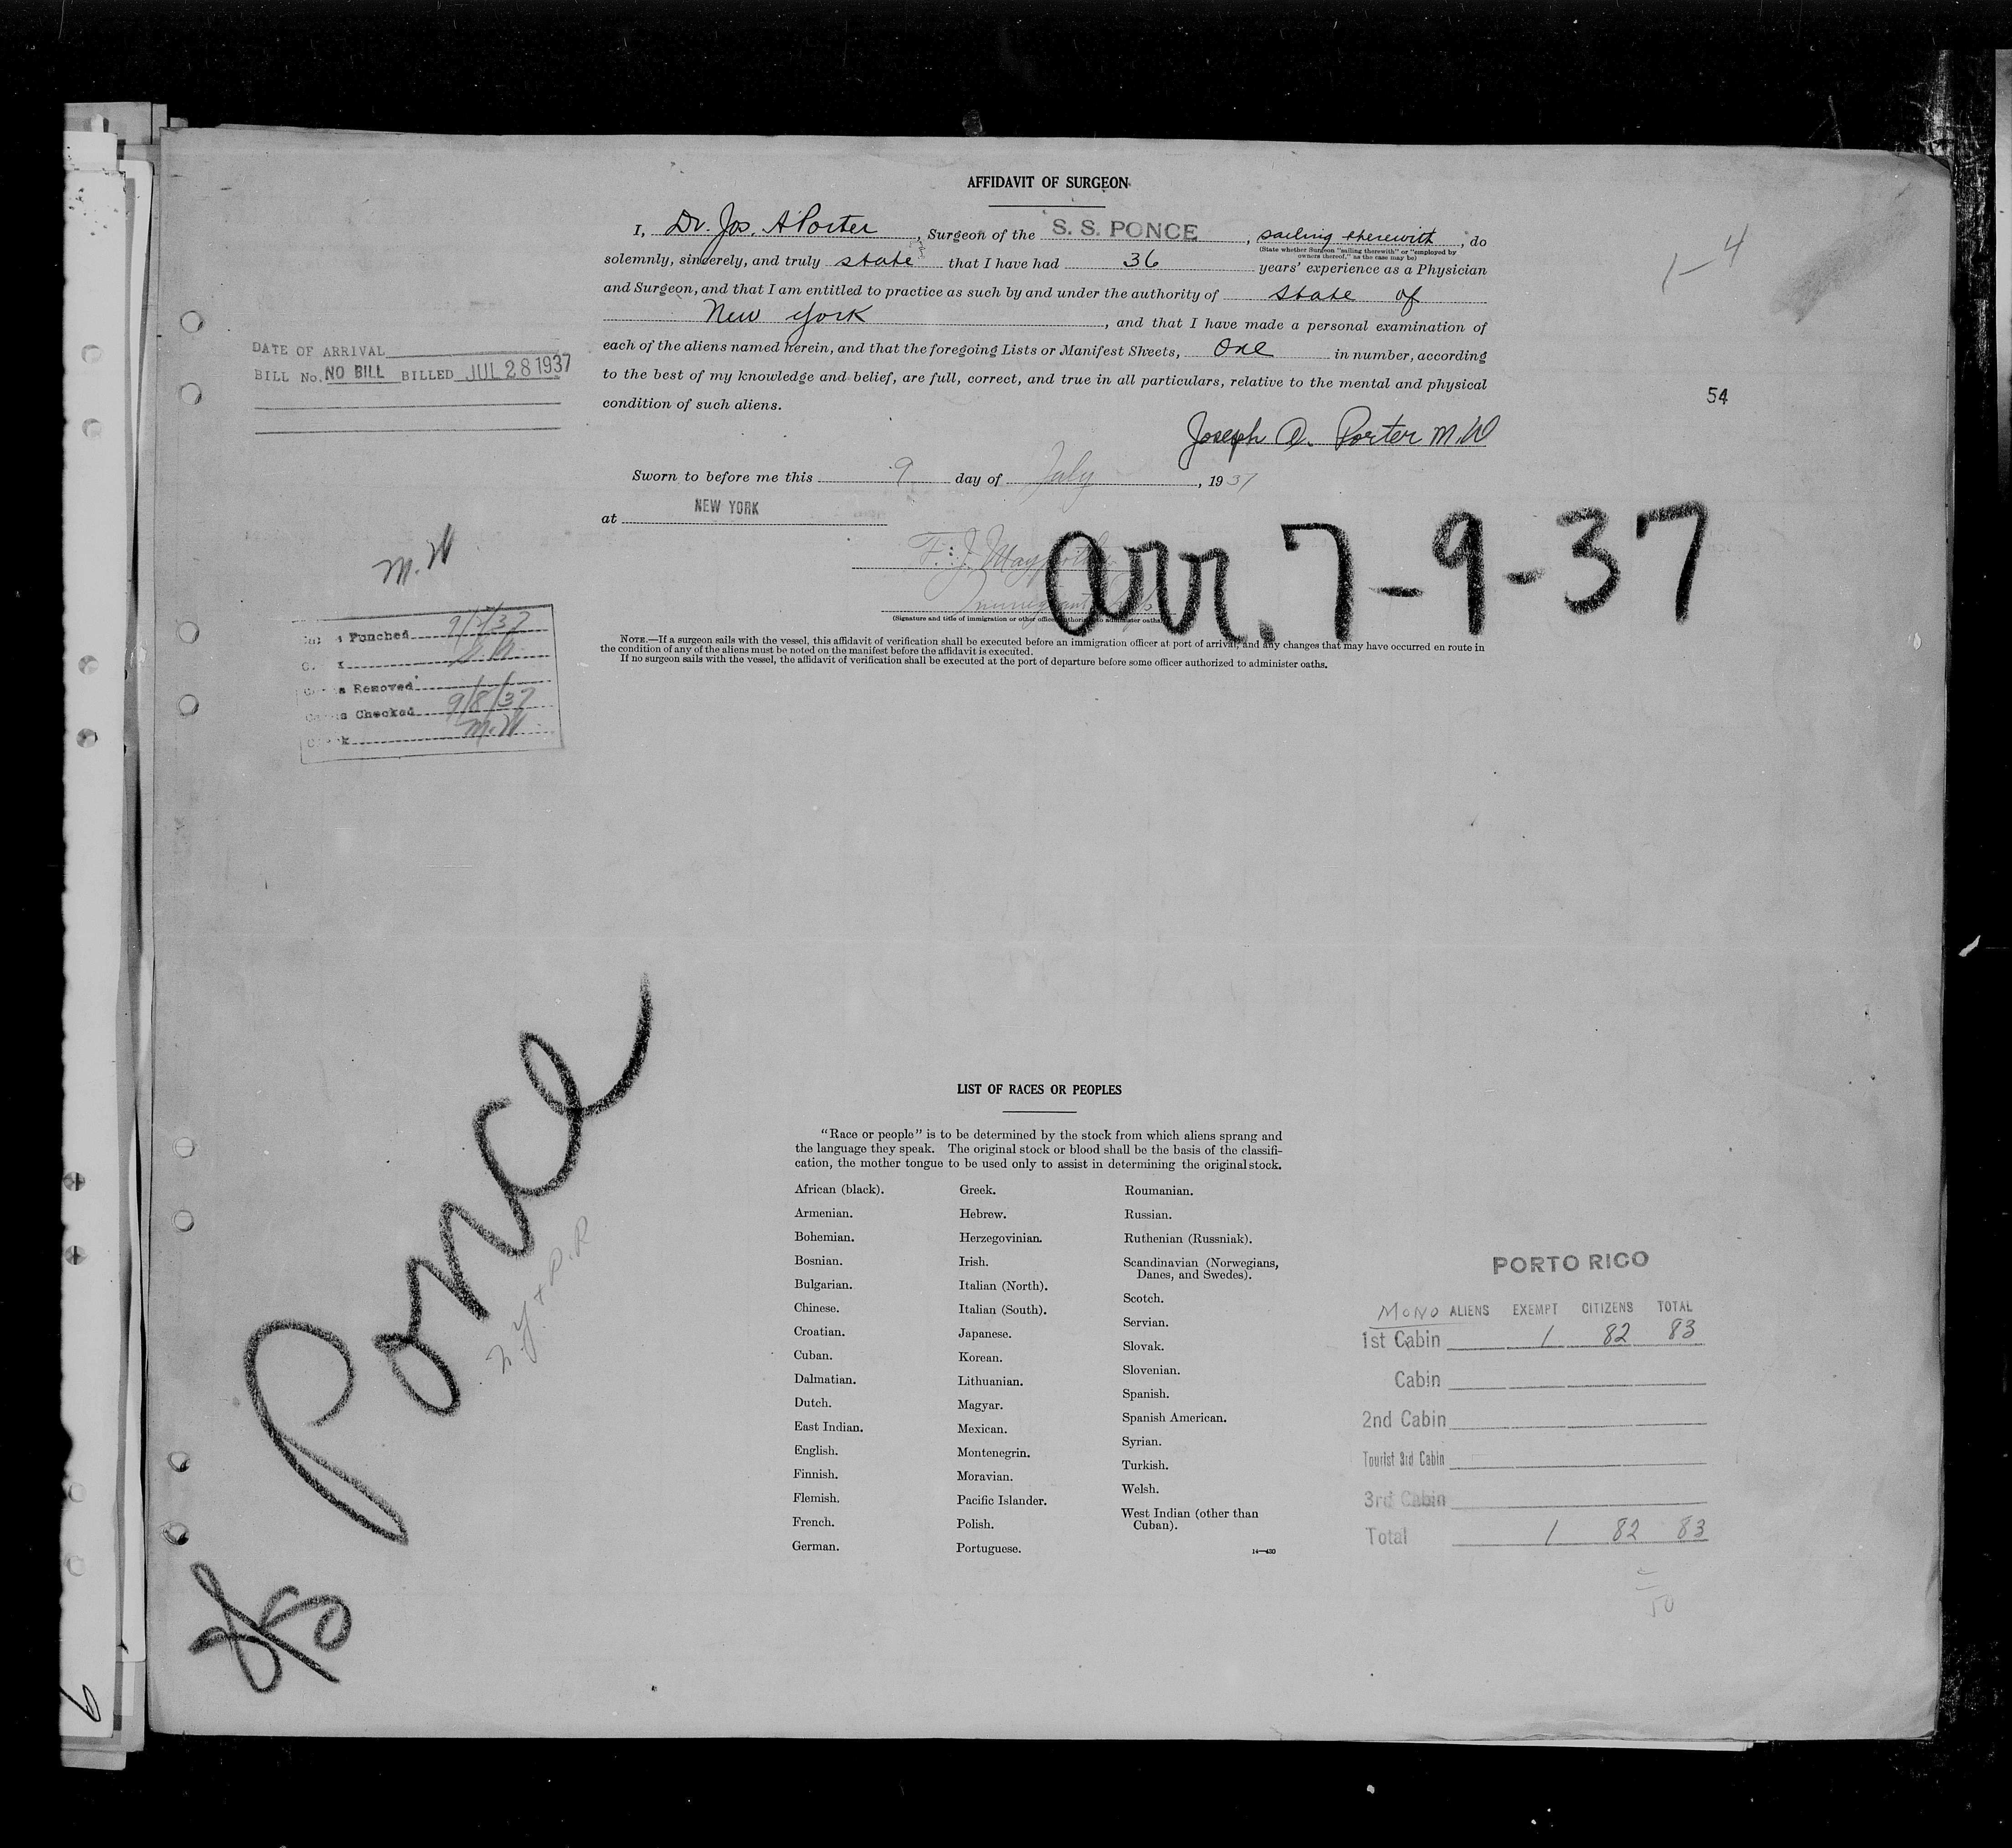 AFFIDAVIT OF SURGEON
I, Dr. Jos. A Porter, Surgeon of the S. S. PONCE, sailing therewith, do
(State whether Surgeon "sailing therewith" or "employed by
owners thereof," as the case may be)
solemnly, sincerely, and truly state that I have had 36 years' experience as a Physician
and Surgeon, and that I am entitled to practice as such by and under the authority of state of
New York, and that I have made a personal examination of
each of the aliens named herein, and that the foregoing Lists or Manifest Sheets, one in number, according
to the best of my knowledge and belief, are full, correct, and true in all particulars, relative to the mental and physical
condition of such aliens.
Joseph A. Porter M.D
Sworn to before me this 9 day of July, 1937
at NEW YORK
F. J.
(Signature and title of immigration or other officer authorized to administer oaths)
NOTE.—If a surgeon sails with the vessel, this affidavit of verification shall be executed before an immigration officer at port of arrival, and any changes that may have occurred en route in
the condition of any of the aliens must be noted on the manifest before the affidavit is executed.
If no surgeon sails with the vessel, the affidavit of verification shall be executed at the port of departure before some officer authorized to administer oaths.
1-4
54
arr. 7-9-37
DATE OF ARRIVAL
BILL No. NO BILL BILLED JUL 28 1937
Punched 9/7/37
Removed
Checked 9/8/37
Ponce
N.Y. + P.R
LIST OF RACES OR PEOPLES
"Race or people" is to be determined by the stock from which aliens sprang and
the language they speak. The original stock or blood shall be the basis of the classifi-
cation, the mother tongue to be used only to assist in determining the original stock.
African (black).
Armenian.
Bohemian.
Bosnian.
Bulgarian.
Chinese.
Croatian.
Cuban.
Dalmatian.
Dutch.
East Indian.
English.
Finnish.
Flemish.
French.
German.
Greek.
Hebrew.
Herzegovinian.
Irish.
Italian (North).
Italian (South).
Japanese.
Korean.
Lithuanian.
Magyar.
Mexican.
Montenegrin.
Moravian.
Pacific Islander.
Polish.
Portuguese.
Roumanian.
Russian.
Ruthenian (Russniak).
Scandinavian (Norwegians,
Danes, and Swedes).
Scotch.
Servian.
Slovak.
Slovenian.
Spanish.
Spanish American.
Syrian.
Turkish.
Welsh.
West Indian (other than
Cuban).
14—430
PORTO RICO
MONO ALIENS EXEMPT CITIZENS TOTAL
1st Cabin 1 82 83
Cabin
2nd Cabin
Tourist 3rd Cabin
3rd Cabin
Total 1 82 83
50